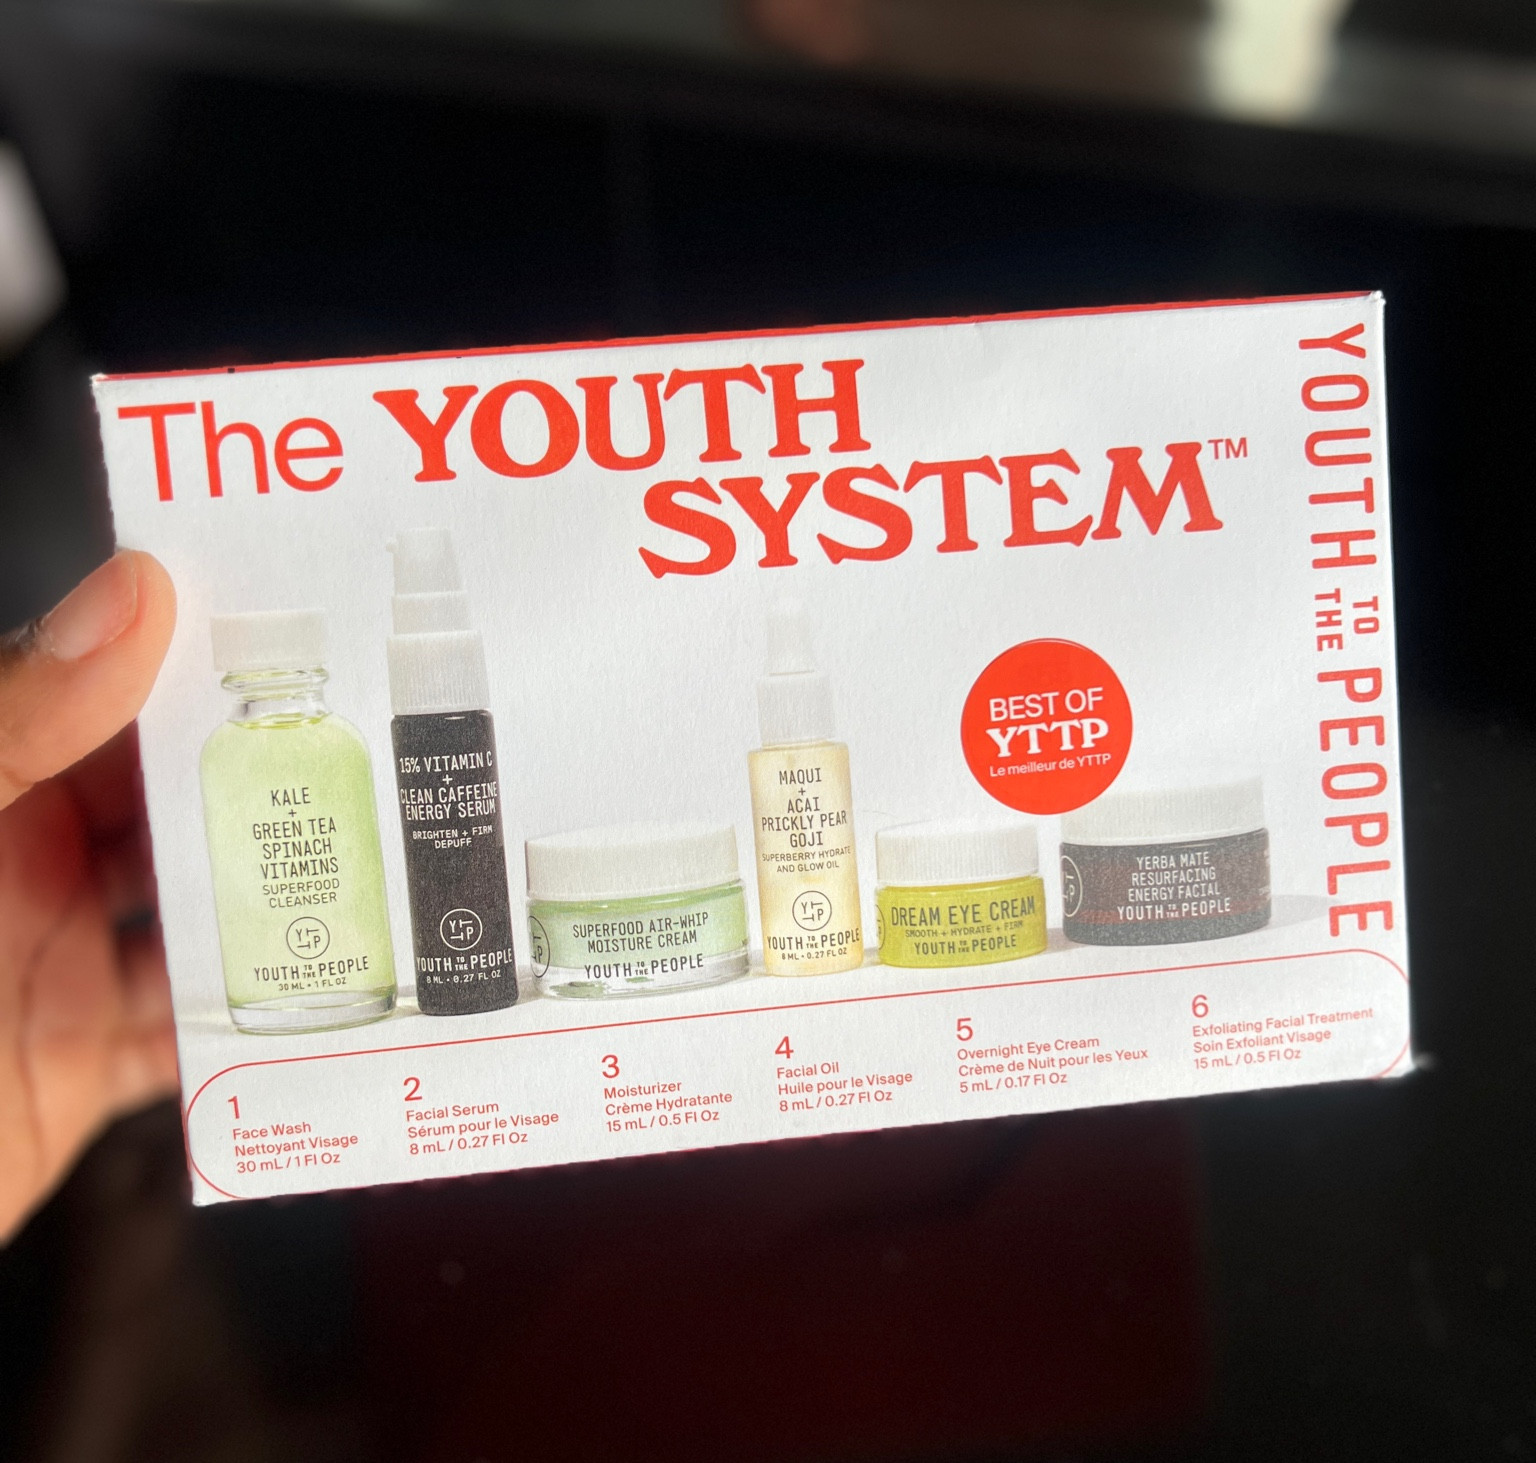 The YOUTH
SYSTEM™
YOUTH TO THE PEOPLE
BEST OF
YTTP
Le meilleur de YTTP
KALE
+
GREEN TEA
SPINACH
VITAMINS
SUPERFOOD
CLEANSER
YTTP
YOUTH TO THE PEOPLE
30 ML • 1 FL OZ
15% VITAMIN C
+
CLEAN CAFFEINE
ENERGY SERUM
BRIGHTEN + FIRM
DEPUFF
YTTP
YOUTH TO THE PEOPLE
8 ML • 0.27 FL OZ
SUPERFOOD AIR-WHIP
MOISTURE CREAM
YOUTH TO THE PEOPLE
MAQUI
+
ACAI
PRICKLY PEAR
GOJI
SUPERBERRY HYDRATE
AND GLOW OIL
YTTP
YOUTH TO THE PEOPLE
8 ML • 0.27 FL OZ
DREAM EYE CREAM
SMOOTH + HYDRATE + FIRM
YOUTH TO THE PEOPLE
YERBA MATE
RESURFACING
ENERGY FACIAL
YOUTH TO THE PEOPLE
1
Face Wash
Nettoyant Visage
30 mL / 1 Fl Oz
2
Facial Serum
Sérum pour le Visage
8 mL / 0.27 Fl Oz
3
Moisturizer
Crème Hydratante
15 mL / 0.5 Fl Oz
4
Facial Oil
Huile pour le Visage
8 mL / 0.27 Fl Oz
5
Overnight Eye Cream
Crème de Nuit pour les Yeux
5 mL / 0.17 Fl Oz
6
Exfoliating Facial Treatment
Soin Exfoliant Visage
15 mL / 0.5 Fl Oz